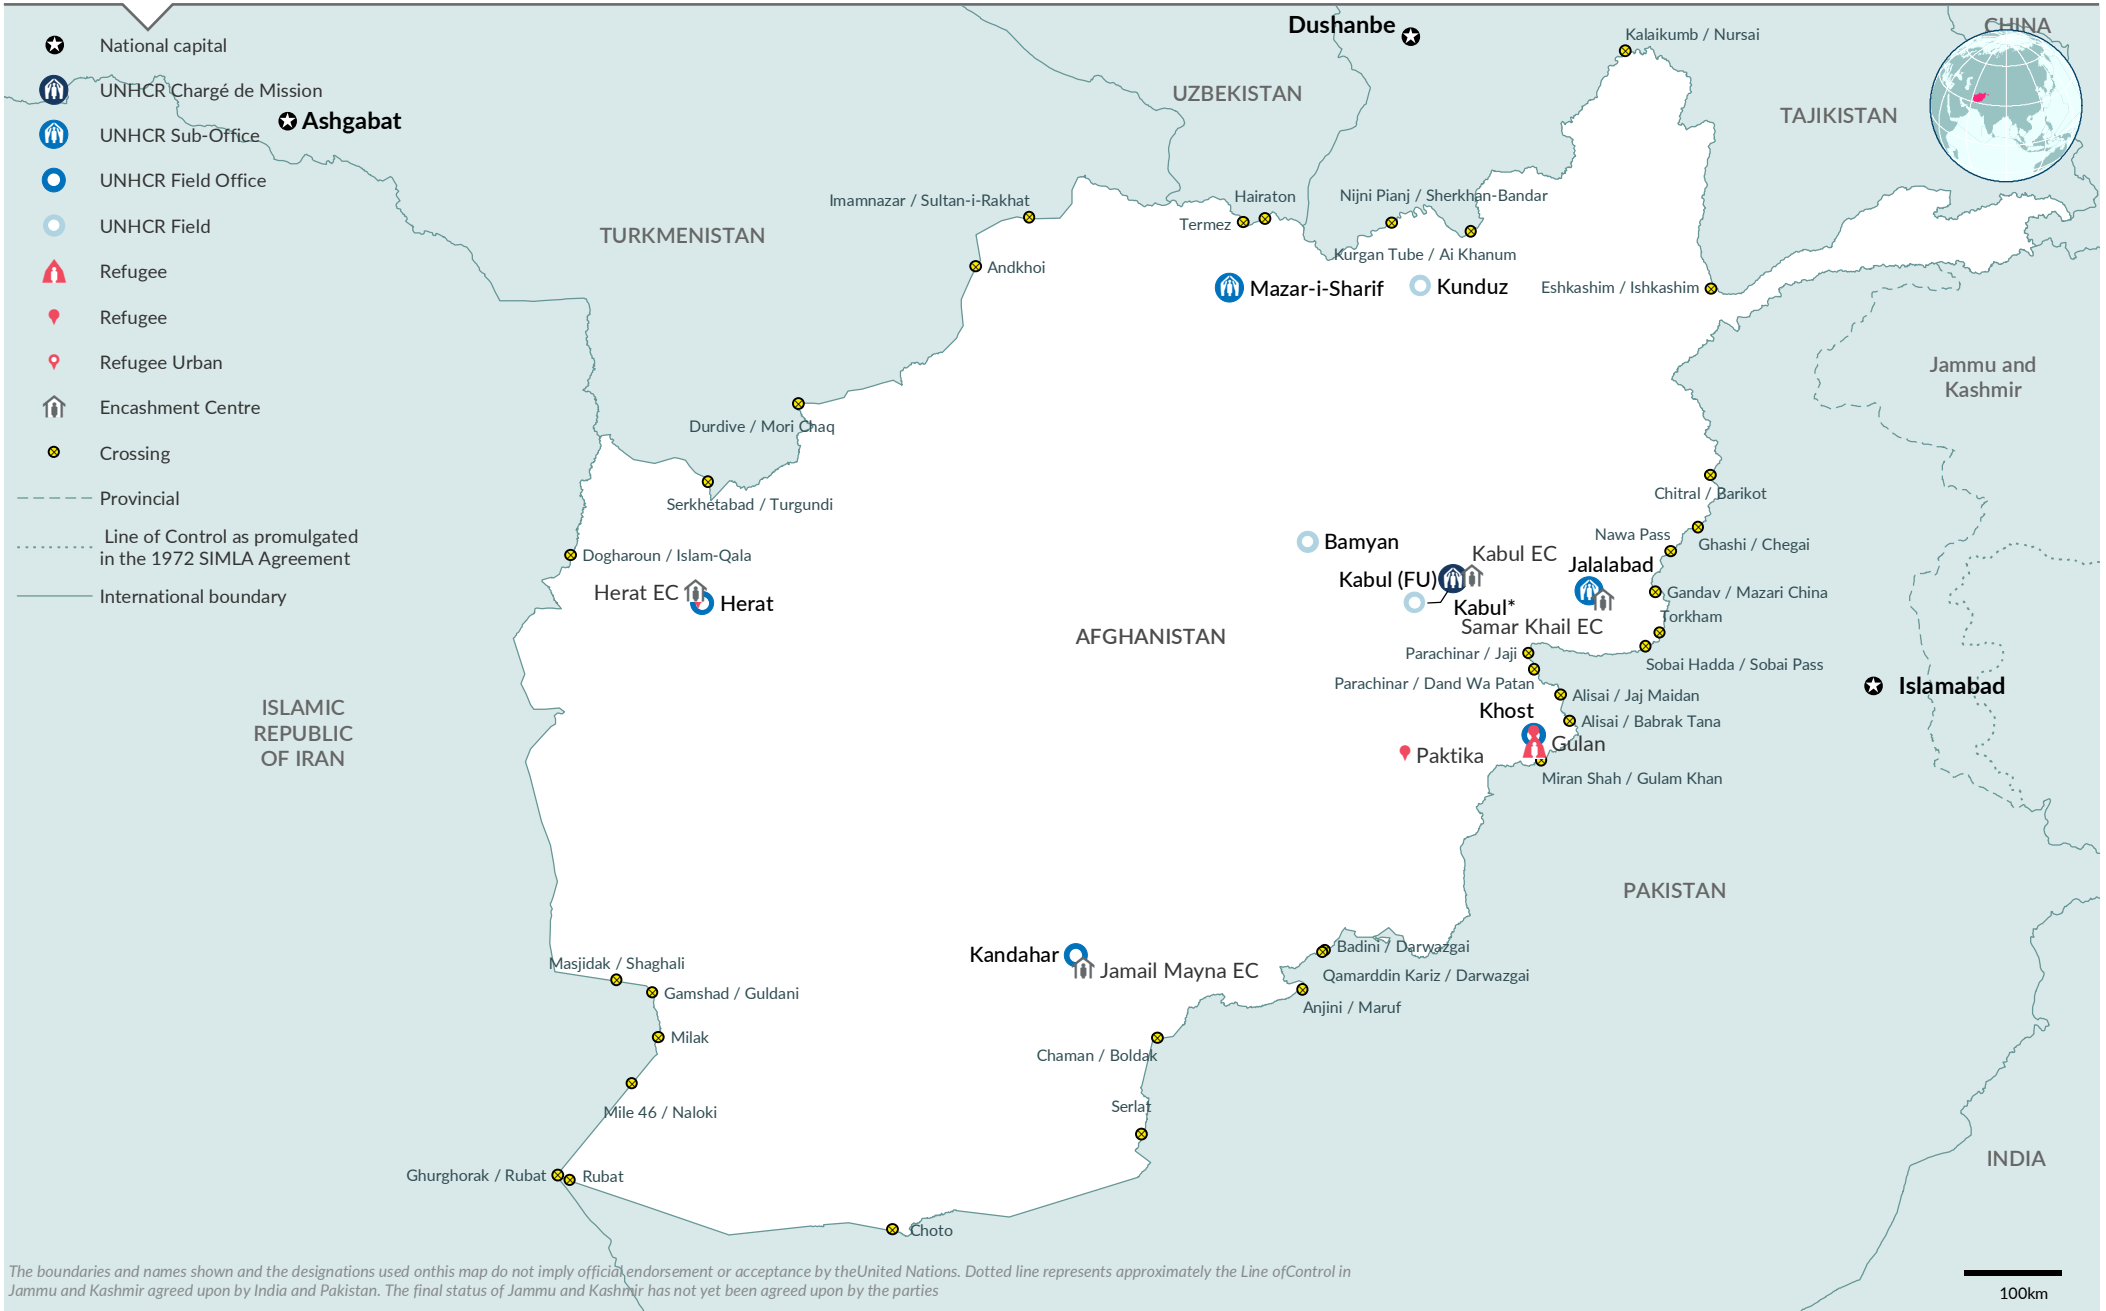 National capital
UNHCR Chargé de Mission
UNHCR Sub-Office
UNHCR Field Office
UNHCR Field
Refugee
Refugee
Refugee Urban
Encashment Centre
Crossing
Provincial
Line of Control as promulgated
in the 1972 SIMLA Agreement
International boundary
Dushanbe
Kalaikumb / Nursai
CHINA
UZBEKISTAN
TAJIKISTAN
Ashgabat
Imamnazar / Sultan-i-Rakhat
Hairaton
Nijni Pianj / Sherkhan-Bandar
Termez
TURKMENISTAN
Kurgan Tube / Ai Khanum
Andkhoi
Mazar-i-Sharif
Kunduz
Eshkashim / Ishkashim
Jammu and
Kashmir
Durdive / Mori Chaq
Serkhetabad / Turgundi
Chitral / Barikot
Nawa Pass
Ghashi / Chegai
Bamyan
Kabul EC
Dogharoun / Islam-Qala
Jalalabad
Kabul (FU)
Herat EC
Herat
Gandav / Mazari China
Kabul*
Torkham
Samar Khail EC
AFGHANISTAN
Parachinar / Jaji
Sobai Hadda / Sobai Pass
Parachinar / Dand Wa Patan
Islamabad
Alisai / Jaj Maidan
ISLAMIC
REPUBLIC
OF IRAN
Khost
Alisai / Babrak Tana
Gulan
Paktika
Miran Shah / Gulam Khan
PAKISTAN
Badini / Darwazgai
Kandahar
Jamail Mayna EC
Qamarddin Kariz / Darwazgai
Masjidak / Shaghali
Gamshad / Guldani
Anjini / Maruf
Milak
Chaman / Boldak
Serlat
Mile 46 / Naloki
INDIA
Ghurghorak / Rubat
Rubat
Choto
The boundaries and names shown and the designations used onthis map do not imply official endorsement or acceptance by theUnited Nations. Dotted line represents approximately the Line ofControl in
Jammu and Kashmir agreed upon by India and Pakistan. The final status of Jammu and Kashmir has not yet been agreed upon by the parties
100km